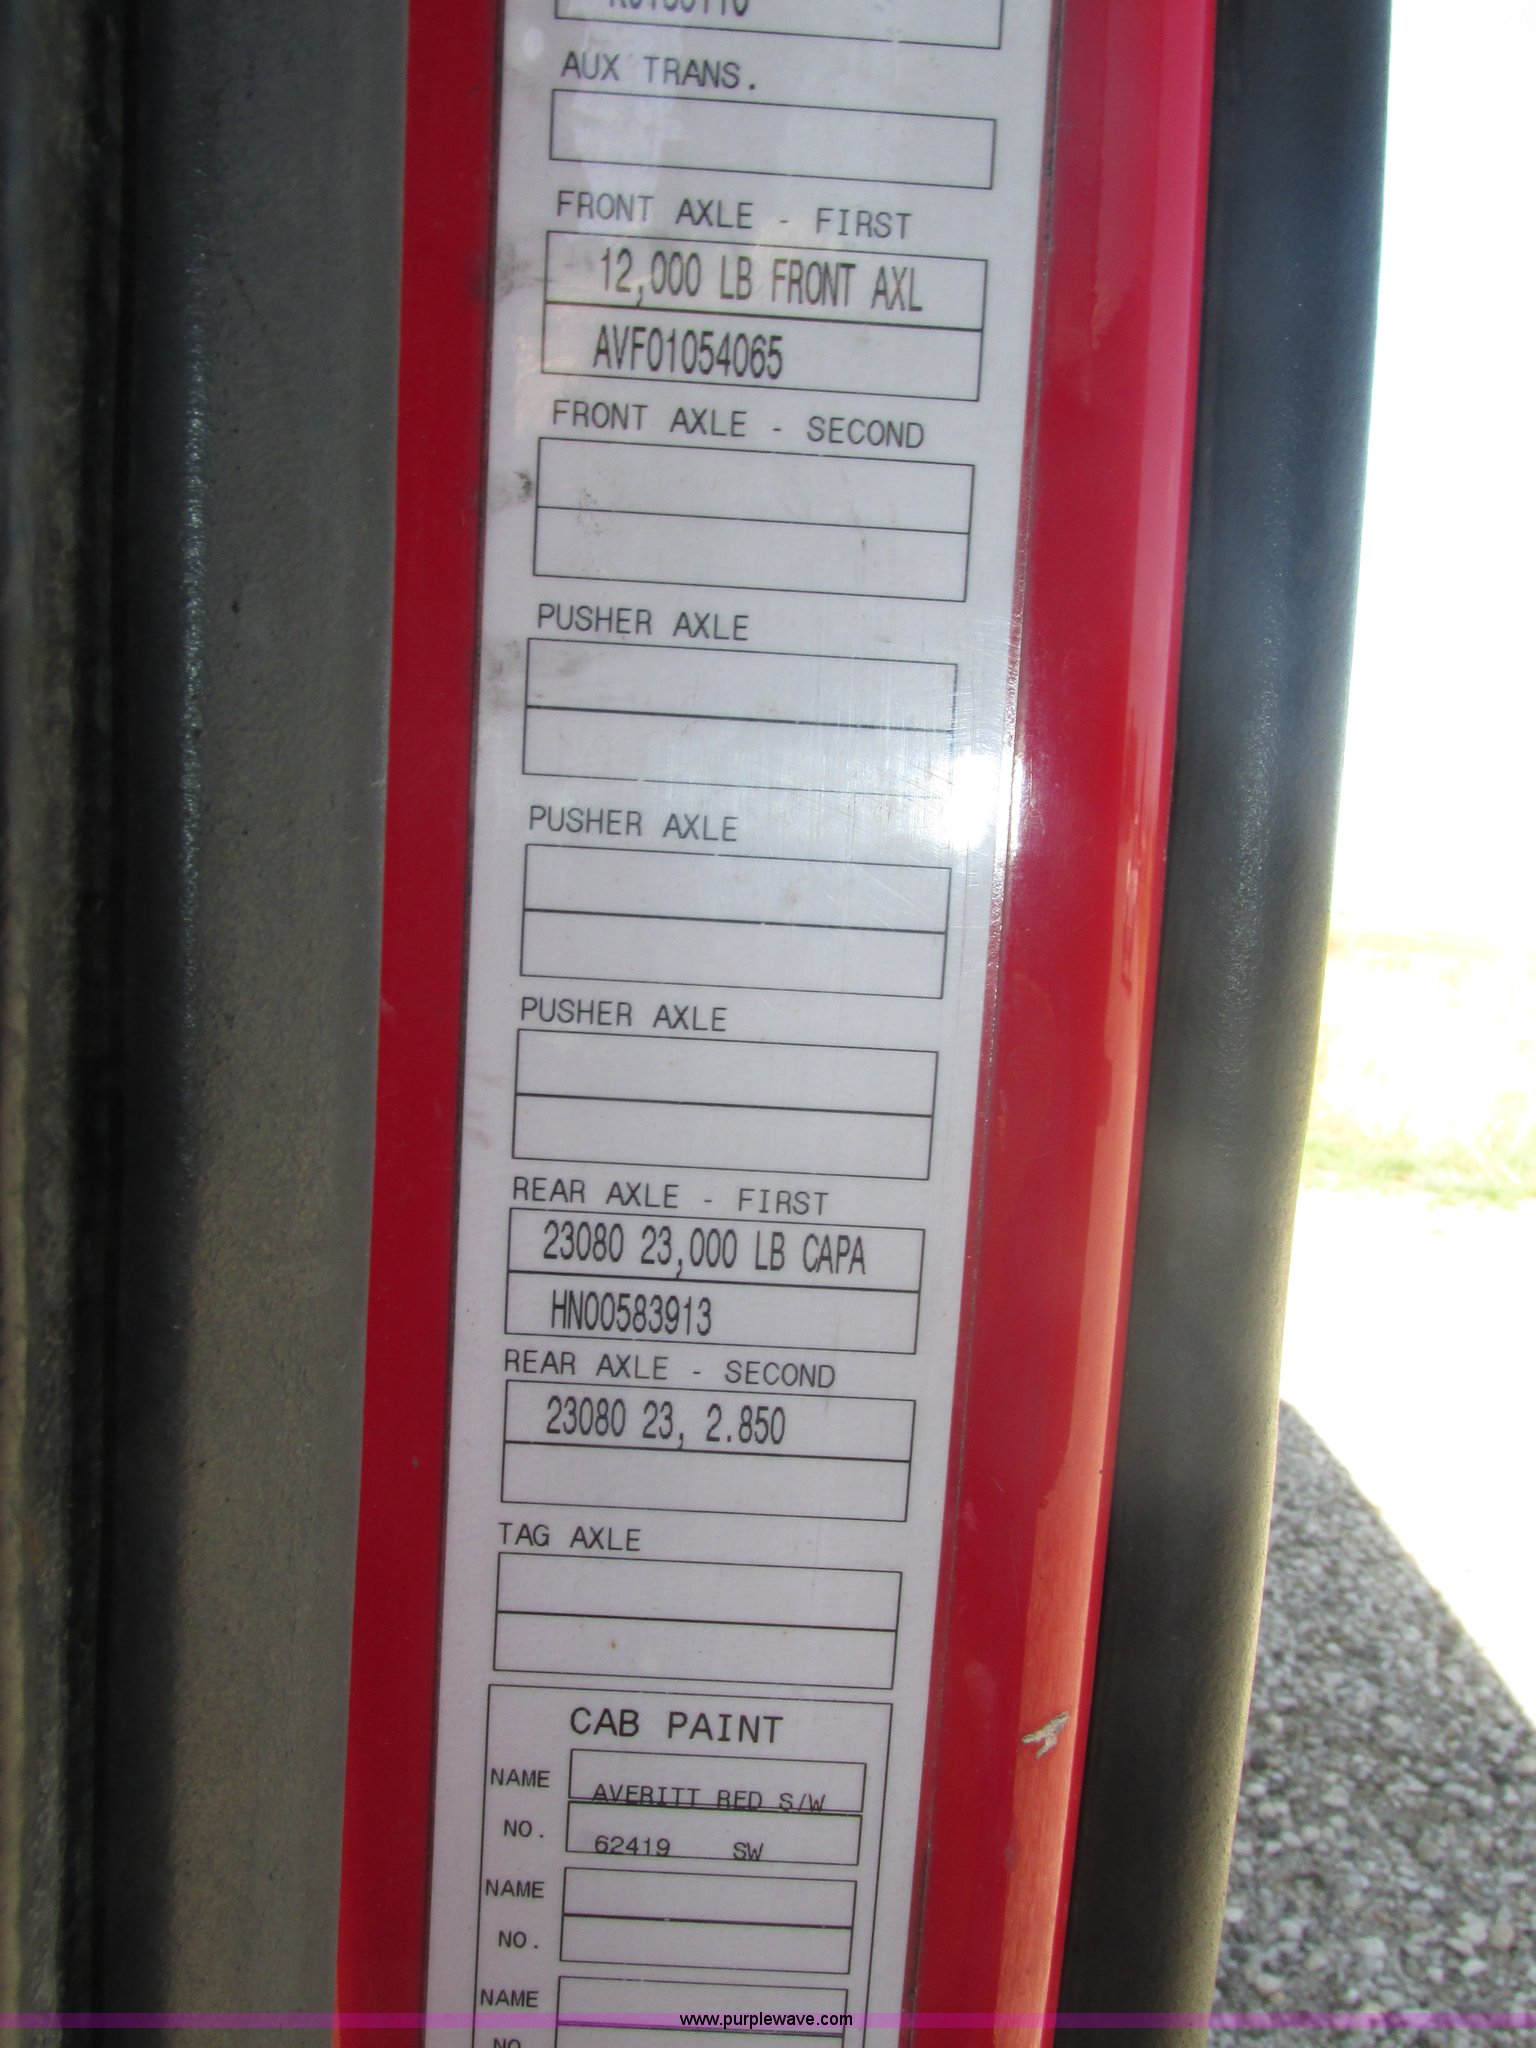 AUX TRANS.
FRONT AXLE - FIRST
12,000 LB FRONT AXL
AVF01054065
FRONT AXLE - SECOND
PUSHER AXLE
PUSHER AXLE
PUSHER AXLE
REAR AXLE - FIRST
23080 23,000 LB CAPA
HN00583913
REAR AXLE - SECOND
23080 23, 2.850
TAG AXLE
CAB PAINT
NAME AVERITT RED S/W
NO. 62419 SW
NAME
NO.
NAME
NO.
www.purplewave.com